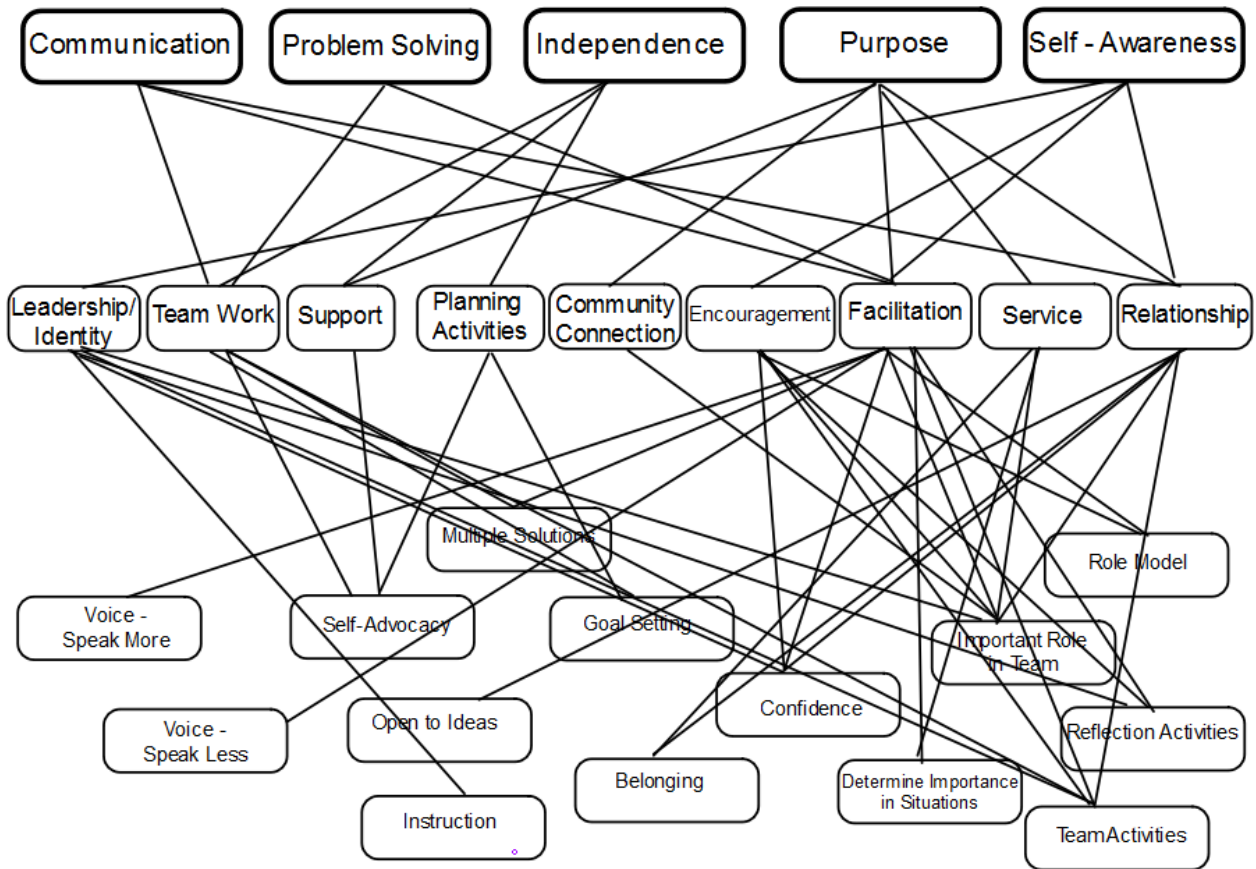 Communication
Problem Solving
Independence
Purpose
Self - Awareness
Leadership/
Identity
Team Work
Support
Planning
Activities
Community
Connection
Encouragement
Facilitation
Service
Relationship
Multiple Solutions
Role Model
Voice -
Speak More
Self-Advocacy
Goal Setting
Important Role
in Team
Confidence
Voice -
Speak Less
Open to Ideas
Reflection Activities
Belonging
Determine Importance
in Situations
Instruction
Team Activities